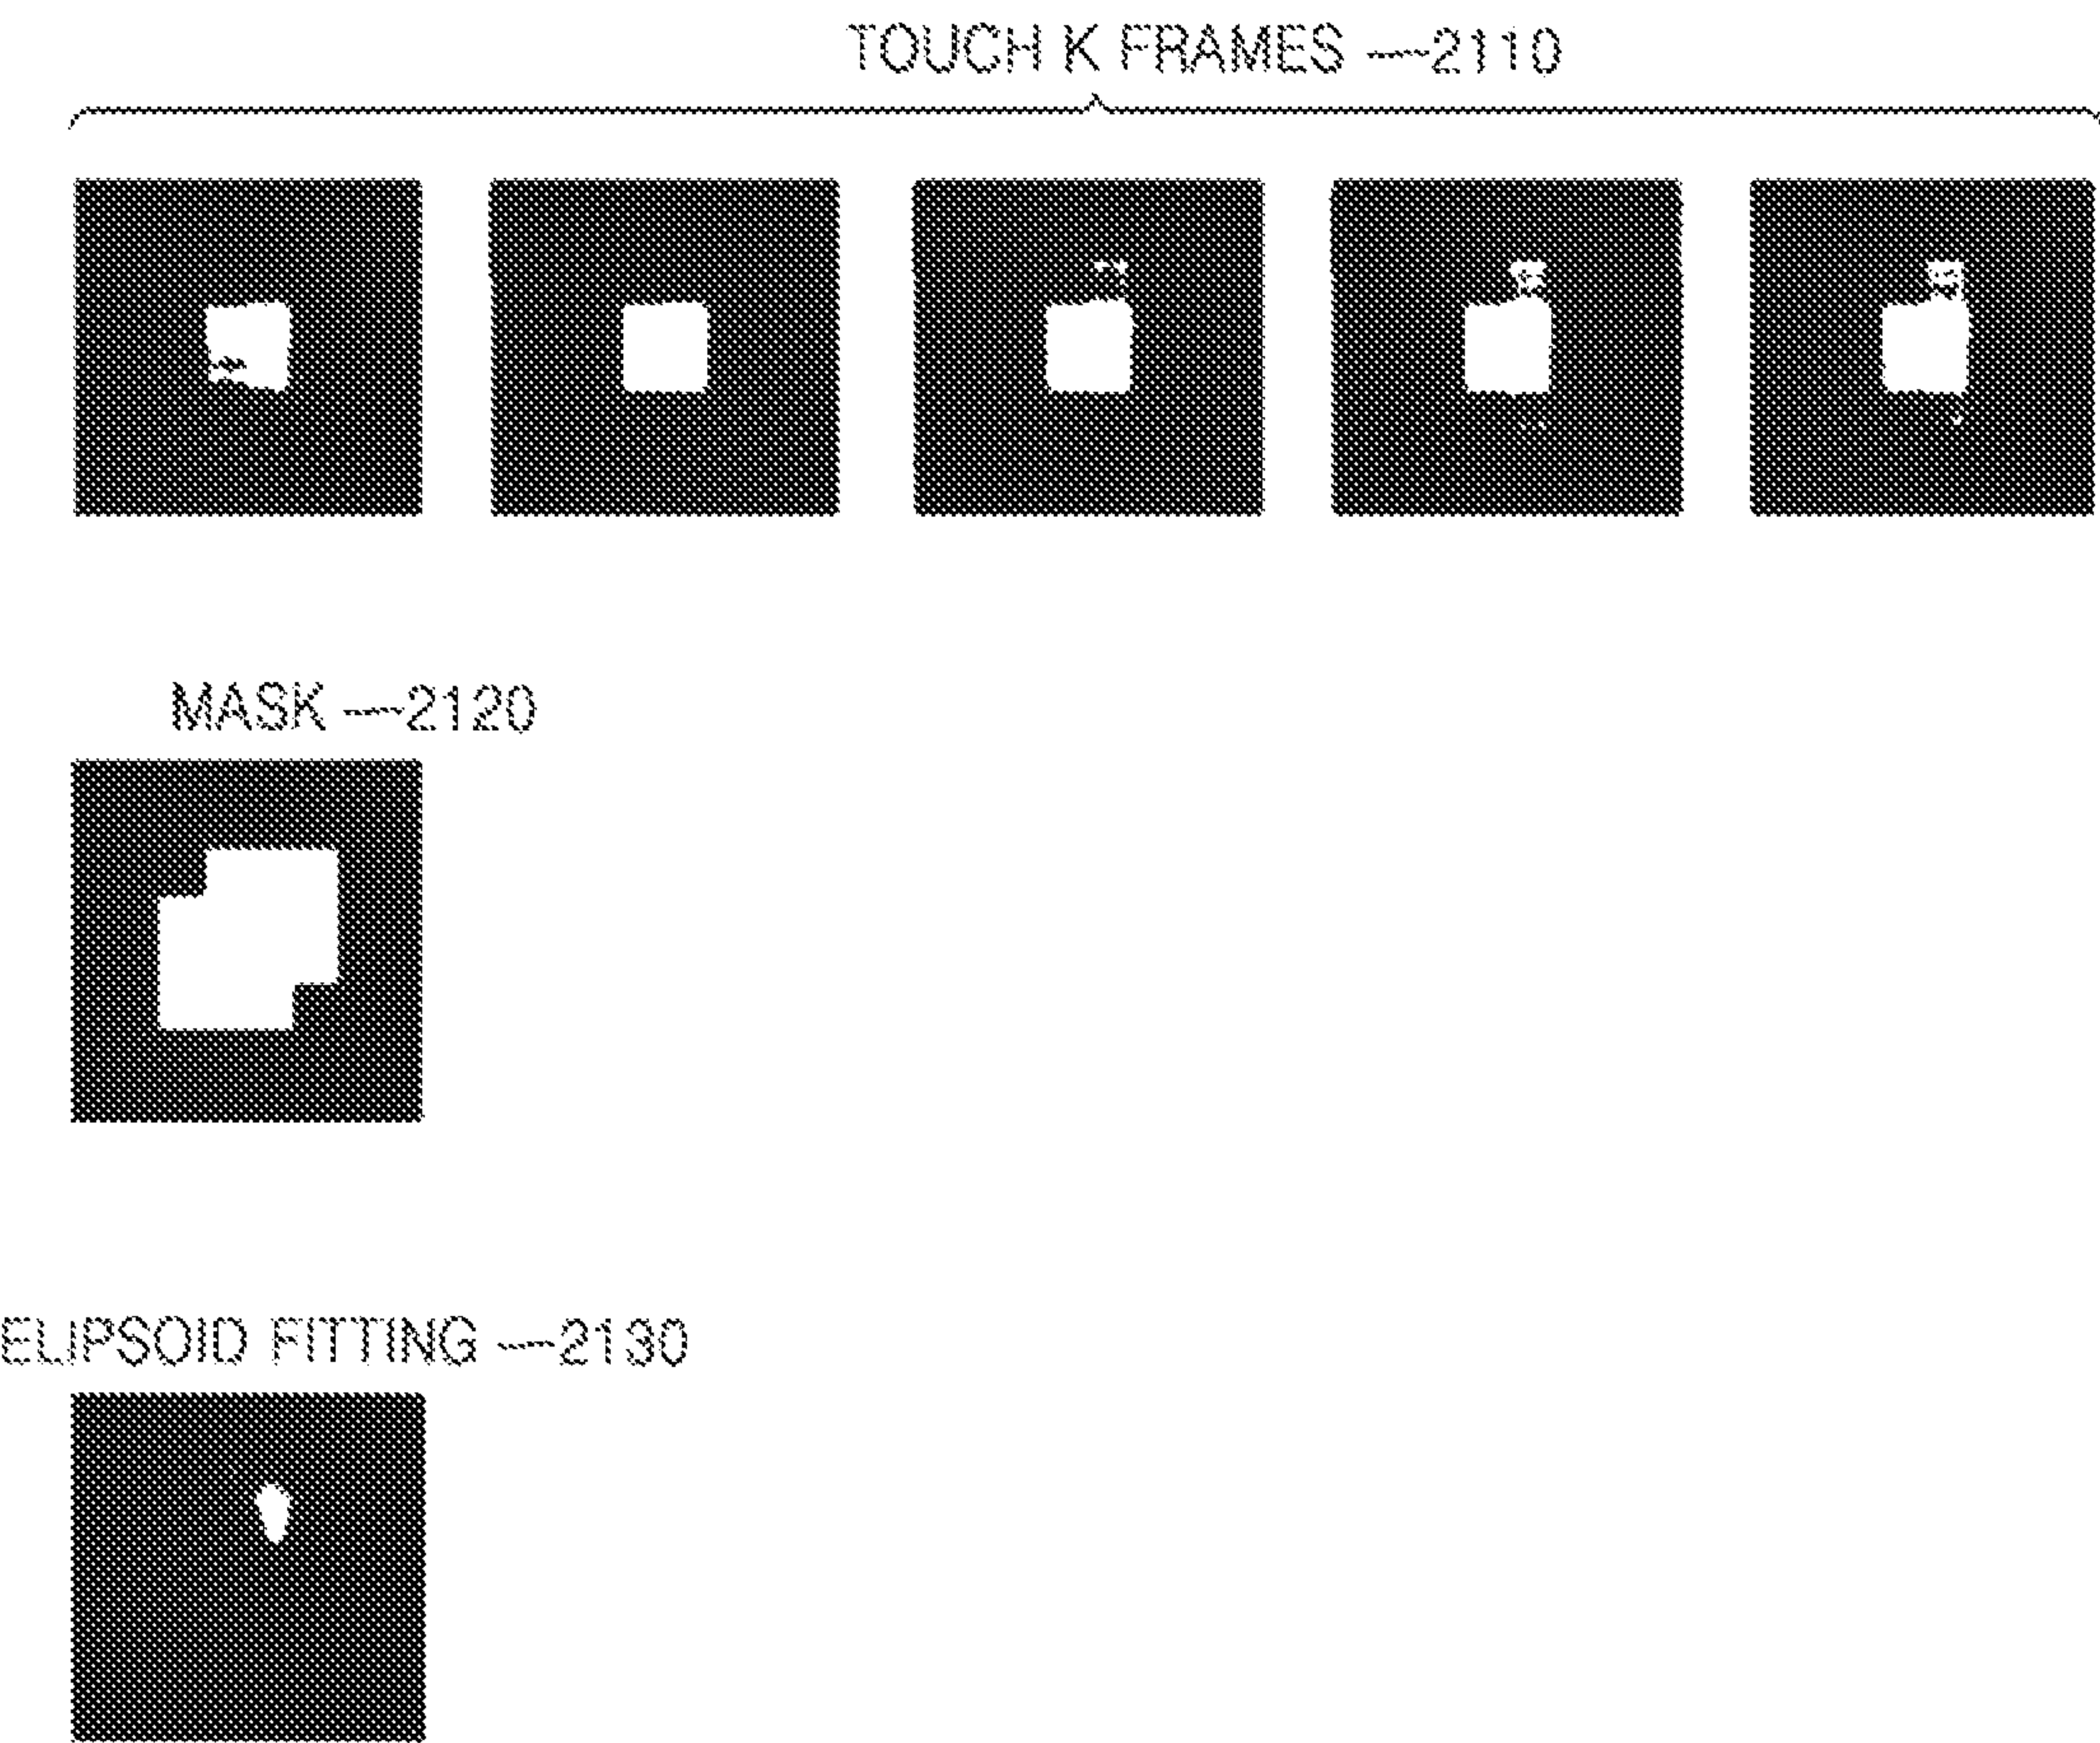 TOUCH K FRAMES —2110
MASK —2120
ELIPSOID FITTING —2130